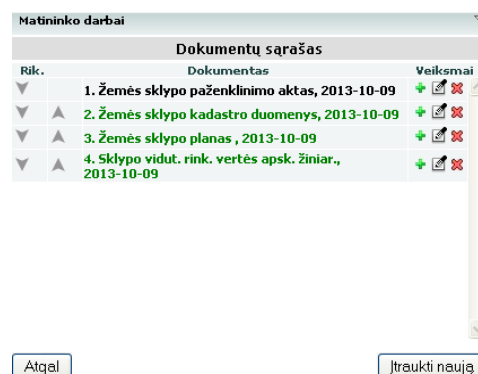 Matininko darbai
Dokumentų sąrašas
Rik. Dokumentas Veiksmai
1. Žemės sklypo paženklinimo aktas, 2013-10-09
2. Žemės sklypo kadastro duomenys, 2013-10-09
3. Žemės sklypo planas , 2013-10-09
4. Sklypo vidut. rink. vertės apsk. žiniar.,
2013-10-09
Atgal Įtraukti naują